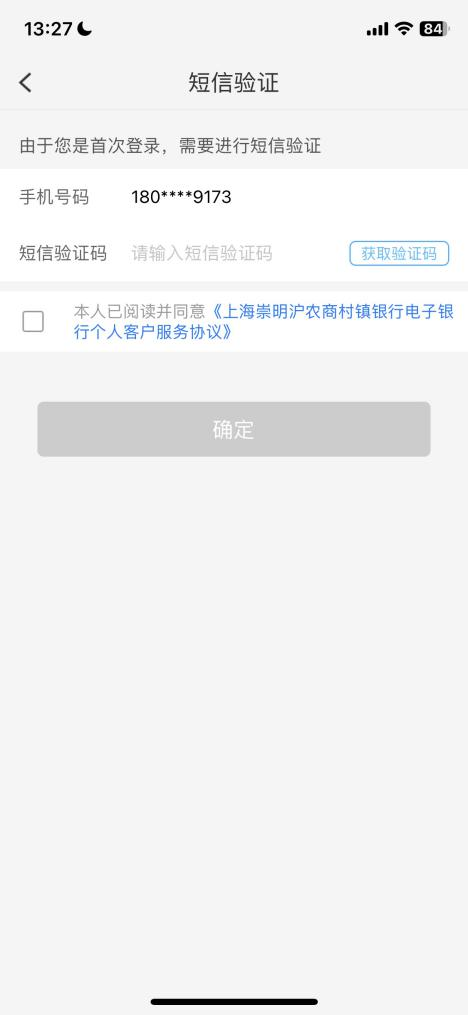 13:27
84
短信验证
由于您是首次登录，需要进行短信验证
手机号码 180****9173
短信验证码 请输入短信验证码 获取验证码
本人已阅读并同意《上海崇明沪农商村镇银行电子银
行个人客户服务协议》
确定